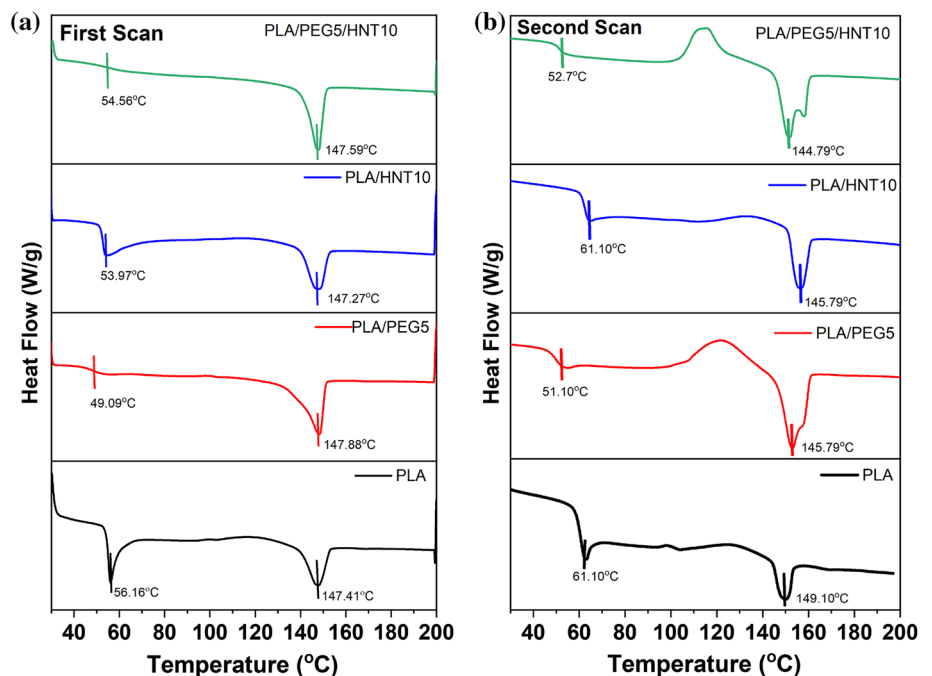 (a)
First Scan
PLA/PEG5/HNT10
54.56°C
147.59°C
PLA/HNT10
53.97°C
147.27°C
PLA/PEG5
49.09°C
147.88°C
PLA
56.16°C
147.41°C
Heat Flow (W/g)
40 60 80 100 120 140 160 180 200
Temperature (°C)
(b)
Second Scan
PLA/PEG5/HNT10
52.7°C
144.79°C
PLA/HNT10
61.10°C
145.79°C
PLA/PEG5
51.10°C
145.79°C
PLA
61.10°C
149.10°C
Heat Flow (W/g)
40 60 80 100 120 140 160 180 200
Temperature (°C)